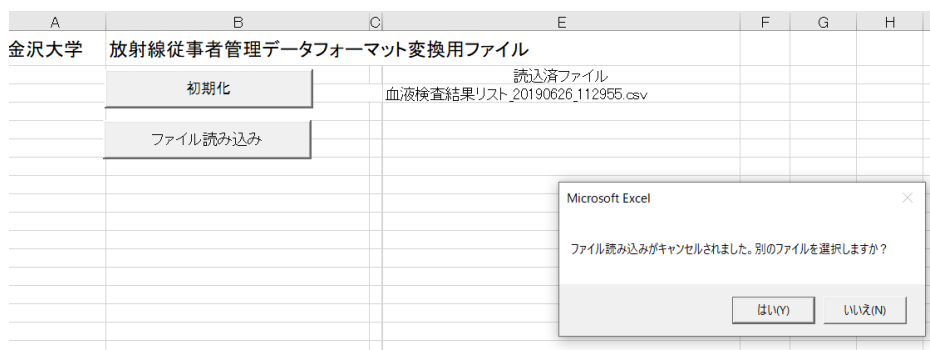 A B C E F G H
金沢大学 放射線従事者管理データフォーマット変換用ファイル
初期化
読込済ファイル
血液検査結果リスト_20190626_112955.csv
ファイル読み込み
Microsoft Excel
ファイル読み込みがキャンセルされました。別のファイルを選択しますか？
はい(Y) いいえ(N)